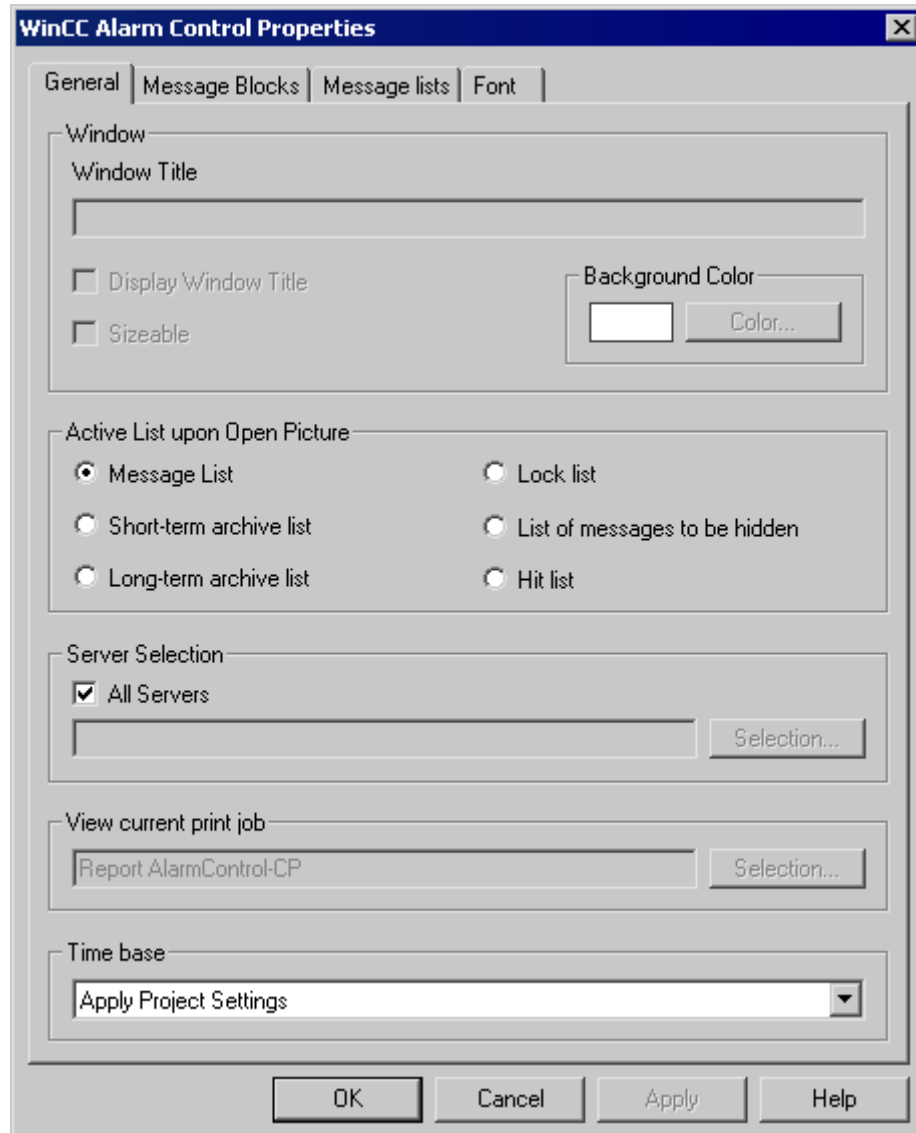 WinCC Alarm Control Properties
General Message Blocks Message lists Font
Window
Window Title
Display Window Title
Background Color
Color...
Sizeable
Active List upon Open Picture
Message List
Lock list
Short-term archive list
List of messages to be hidden
Long-term archive list
Hit list
Server Selection
All Servers
Selection...
View current print job
Report AlarmControl-CP
Selection...
Time base
Apply Project Settings
OK Cancel Apply Help